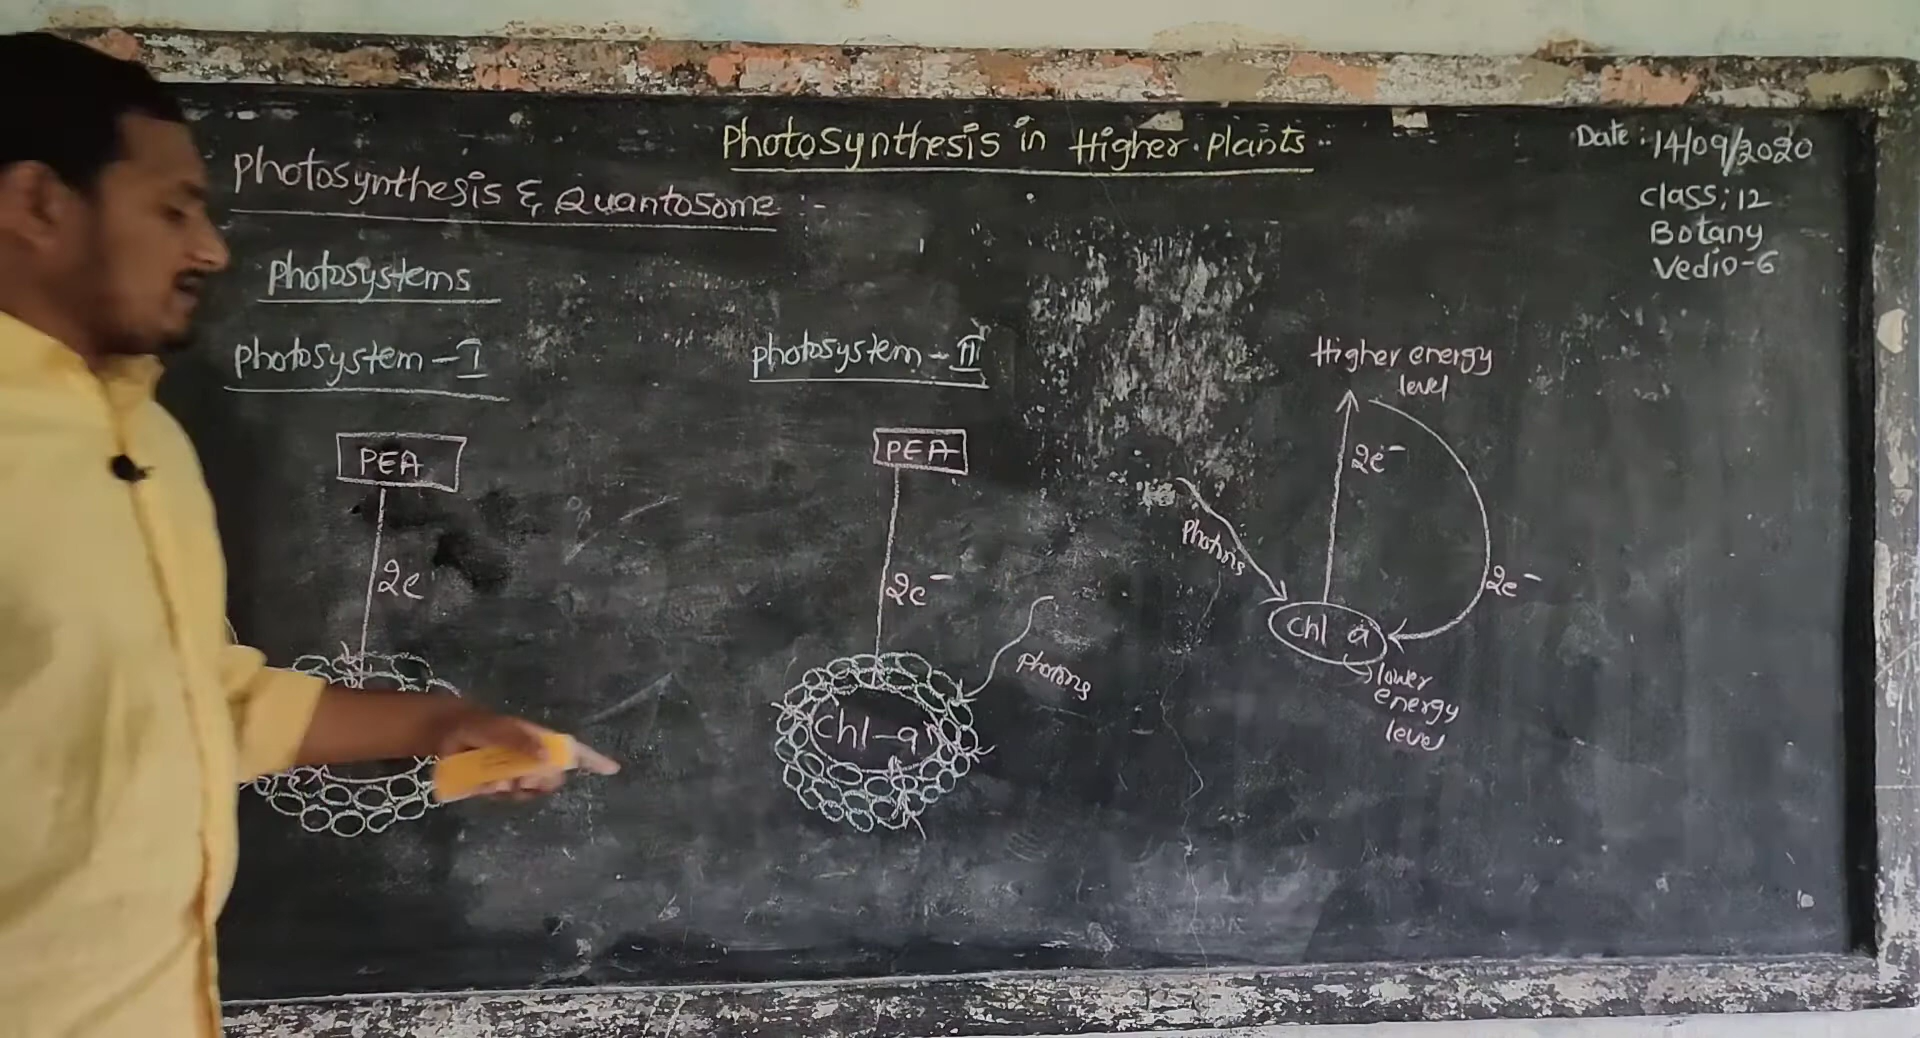 Photosynthesis in Higher Plants
Date: 14/09/2020
Class: 12
Botany
Vedio-6
Photosynthesis & Quantosome :-
Photosystems
Photosystem - I
Photosystem - II
PEA
2e
PEA
2e-
Photons
Chl-a
Higher energy
level
2e-
Photons
2e-
Chl a
lower
energy
level